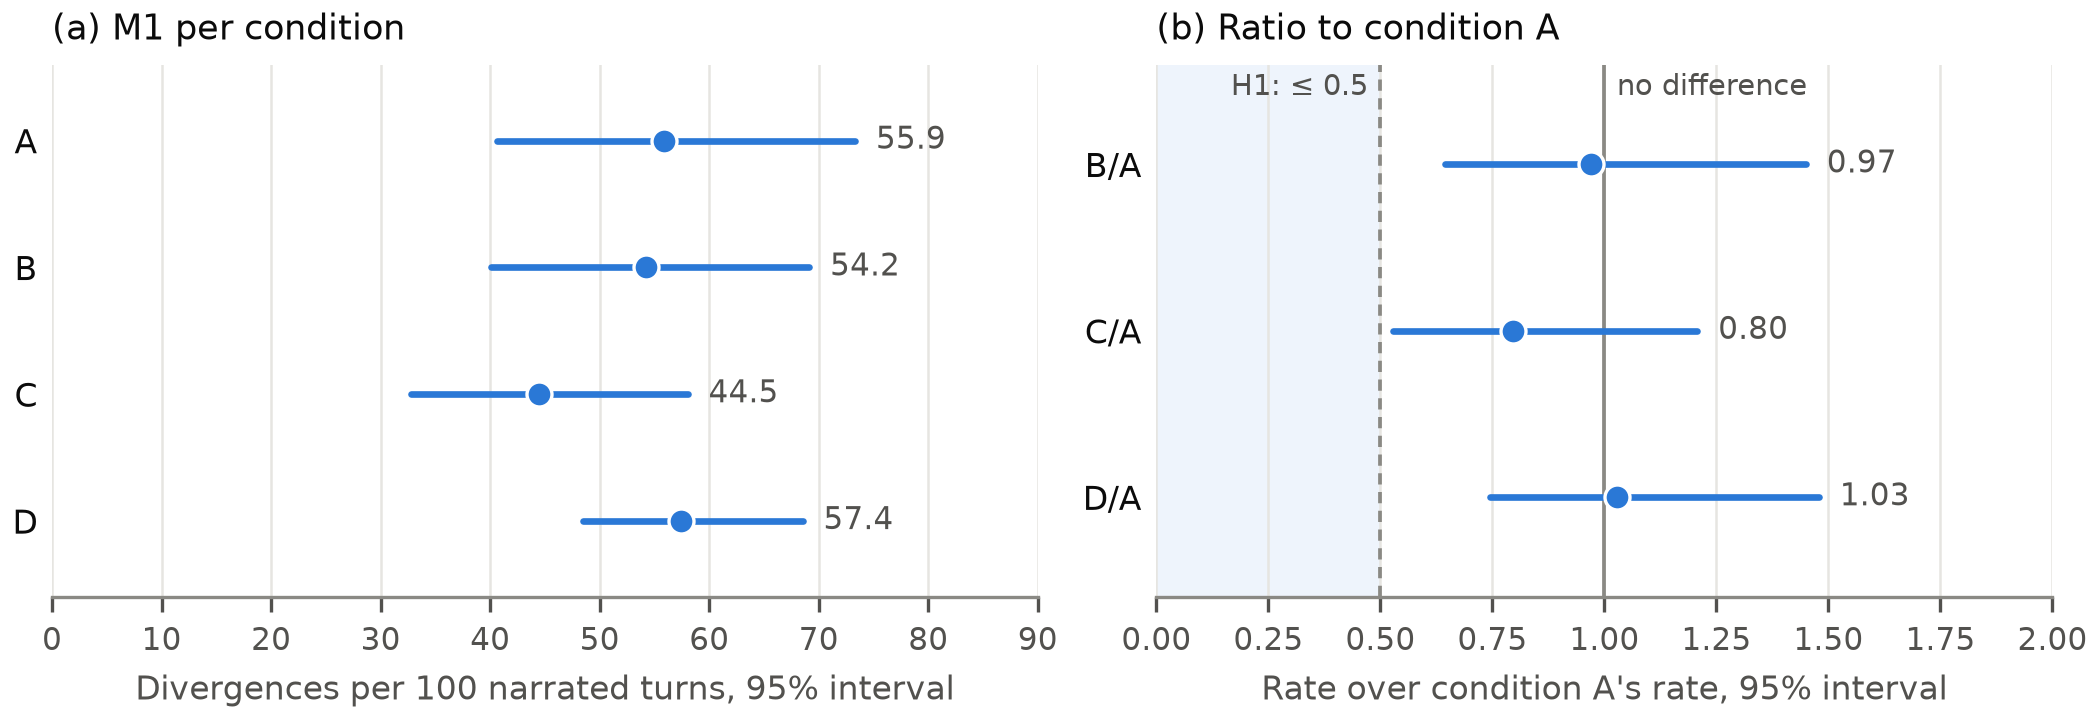 (a) M1 per condition
A
55.9
B
54.2
C
44.5
D
57.4
0 10 20 30 40 50 60 70 80 90
Divergences per 100 narrated turns, 95% interval
(b) Ratio to condition A
H1: ≤ 0.5
no difference
B/A
0.97
C/A
0.80
D/A
1.03
0.00 0.25 0.50 0.75 1.00 1.25 1.50 1.75 2.00
Rate over condition A's rate, 95% interval